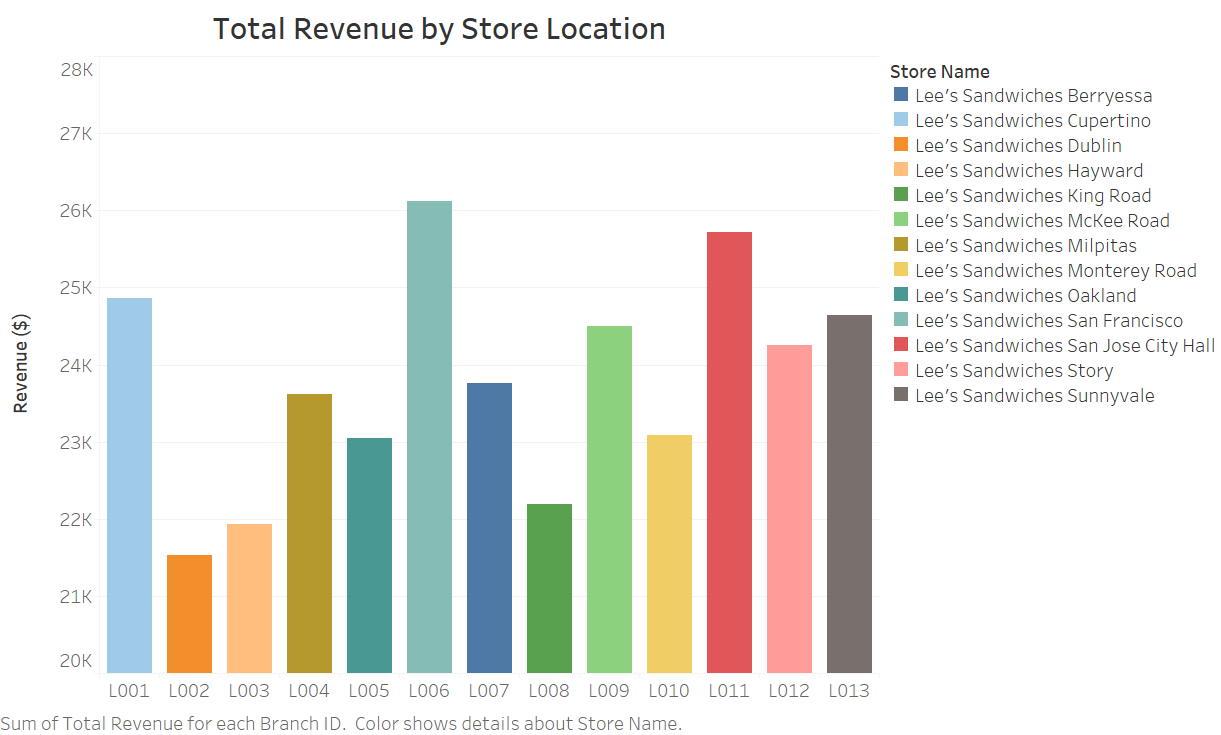 Total Revenue by Store Location
28K
27K
26K
25K
24K
23K
22K
21K
20K
Revenue ($)
L001 L002 L003 L004 L005 L006 L007 L008 L009 L010 L011 L012 L013
Store Name
Lee's Sandwiches Berryessa
Lee's Sandwiches Cupertino
Lee's Sandwiches Dublin
Lee's Sandwiches Hayward
Lee's Sandwiches King Road
Lee's Sandwiches McKee Road
Lee's Sandwiches Milpitas
Lee's Sandwiches Monterey Road
Lee's Sandwiches Oakland
Lee's Sandwiches San Francisco
Lee's Sandwiches San Jose City Hall
Lee's Sandwiches Story
Lee's Sandwiches Sunnyvale
Sum of Total Revenue for each Branch ID.  Color shows details about Store Name.